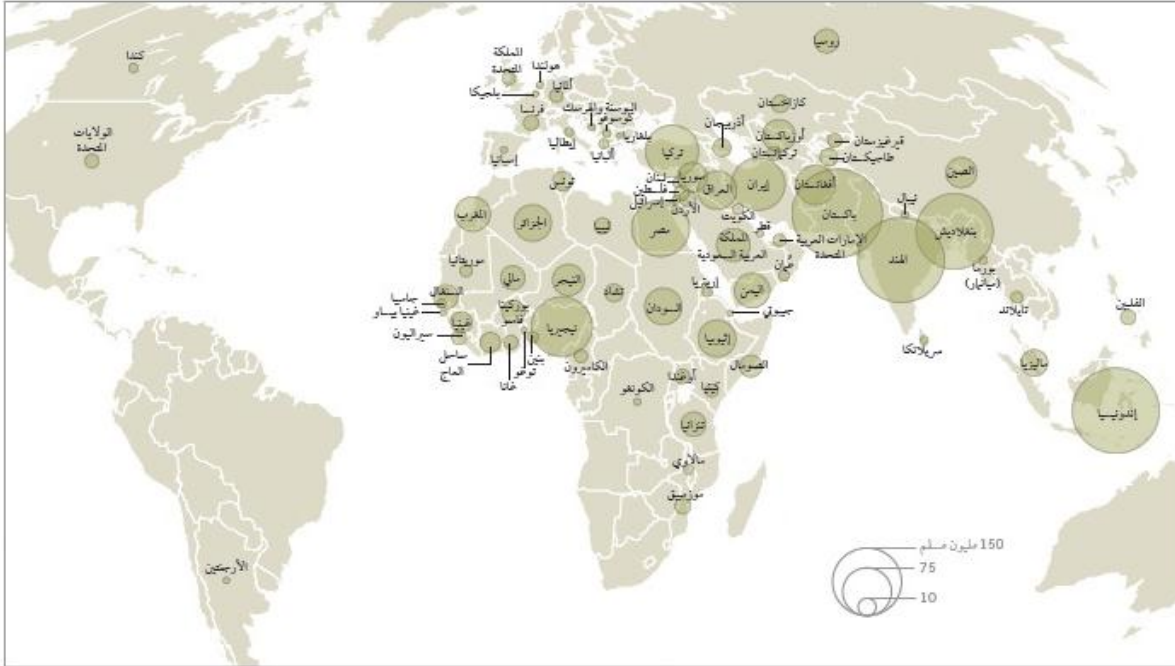 كندا
الولايات
المتحدة
الأرجنتين
المملكة
المتحدة
هولندا
بلجيكا
ألمانيا
فرنسا
البوسنة والهرسك
كوسوفو
بلغاريا
إيطاليا
ألبانيا
إسبانيا
روسيا
كازاخستان
أذربيجان
أوزباكستان
تركمانستان
قيرغيزستان
طاجيكستان
تركيا
سوريا
لبنان
فلسطين
إسرائيل
الأردن
العراق
إيران
أفغانستان
باكستان
الصين
نيبال
الهند
بنغلاديش
بورما
(ميانمار)
تايلاند
الفلبين
سريلانكا
ماليزيا
إندونيسيا
الكويت
قطر
المملكة
العربية السعودية
الإمارات العربية
المتحدة
عُمان
اليمن
المغرب
الجزائر
تونس
ليبيا
مصر
موريتانيا
مالي
النيجر
تشاد
السودان
إريتريا
جيبوتي
إثيوبيا
الصومال
السنغال
جامبيا
غينيا بيساو
غينيا
سيراليون
ساحل
العاج
بوركينا
فاسو
غانا
توغو
بنين
نيجيريا
الكاميرون
الكونغو
أوغندا
كينيا
تنزانيا
مالاوي
موزمبيق
150 مليون مسلم
75
10